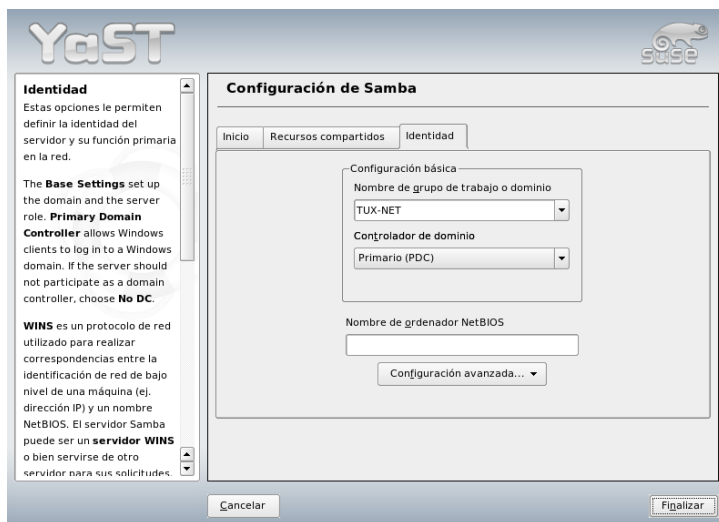 YaST
SUSE
Identidad
Estas opciones le permiten
definir la identidad del
servidor y su función primaria
en la red.
The Base Settings set up
the domain and the server
role. Primary Domain
Controller allows Windows
clients to log in to a Windows
domain. If the server should
not participate as a domain
controller, choose No DC.
WINS es un protocolo de red
utilizado para realizar
correspondencias entre la
identificación de red de bajo
nivel de una máquina (ej.
dirección IP) y un nombre
NetBIOS. El servidor Samba
puede ser un servidor WINS
o bien servirse de otro
servidor para sus solicitudes.
Configuración de Samba
Inicio
Recursos compartidos
Identidad
Configuración básica
Nombre de grupo de trabajo o dominio
TUX-NET
Controlador de dominio
Primario (PDC)
Nombre de ordenador NetBIOS
Configuración avanzada...
Cancelar
Finalizar